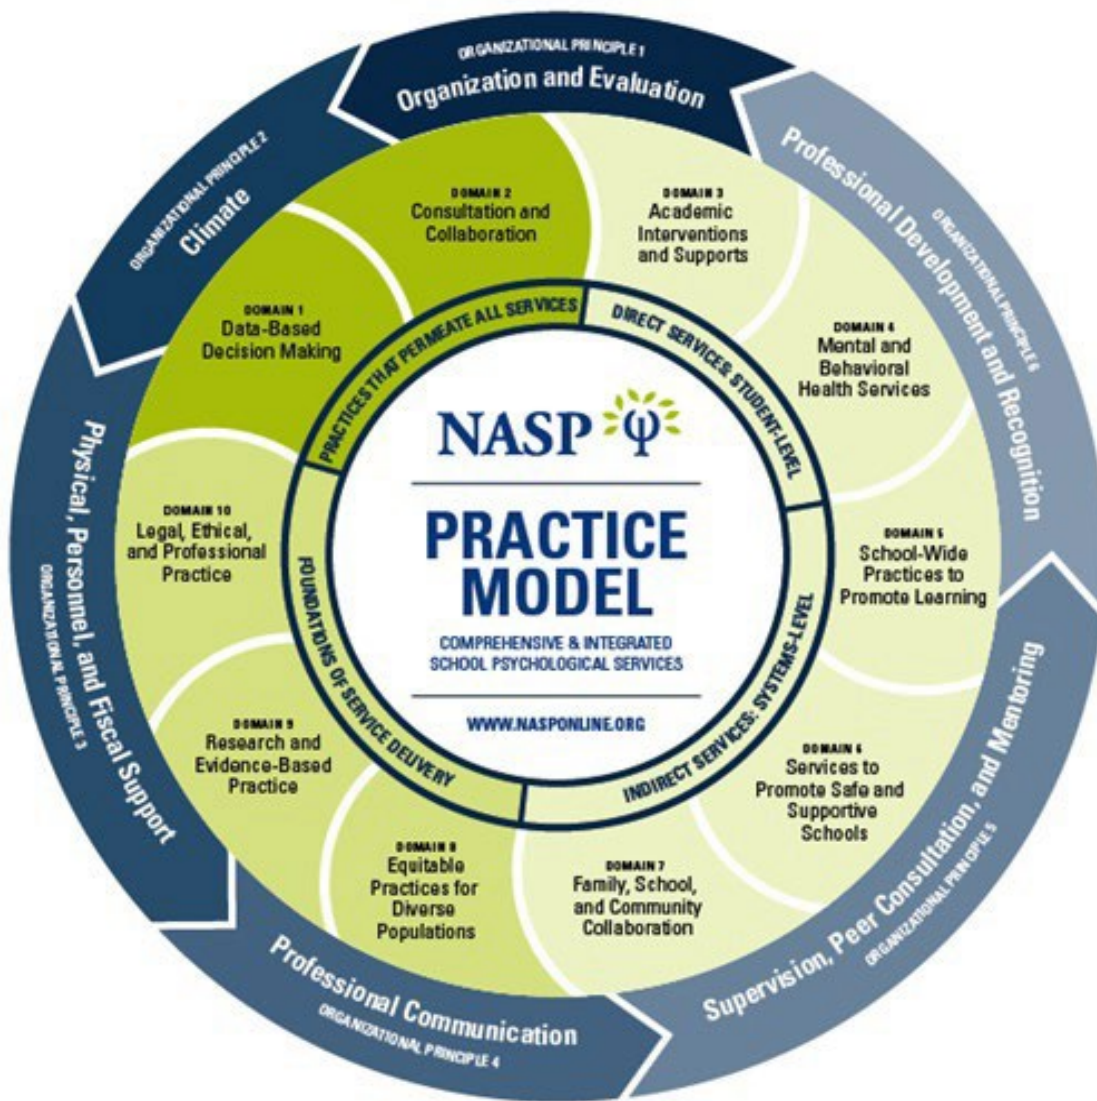 ORGANIZATIONAL PRINCIPLE 1
Organization and Evaluation
ORGANIZATIONAL PRINCIPLE 2
Climate
Physical, Personnel, and Fiscal Support
ORGANIZATIONAL PRINCIPLE 3
Professional Communication
ORGANIZATIONAL PRINCIPLE 4
Supervision, Peer Consultation, and Mentoring
ORGANIZATIONAL PRINCIPLE 5
Professional Development and Recognition
ORGANIZATIONAL PRINCIPLE 6
DOMAIN 1
Data-Based
Decision Making
DOMAIN 2
Consultation and
Collaboration
DOMAIN 3
Academic
Interventions
and Supports
DOMAIN 4
Mental and
Behavioral
Health Services
DOMAIN 5
School-Wide
Practices to
Promote Learning
DOMAIN 6
Services to
Promote Safe and
Supportive
Schools
DOMAIN 7
Family, School,
and Community
Collaboration
DOMAIN 8
Equitable
Practices for
Diverse
Populations
DOMAIN 9
Research and
Evidence-Based
Practice
DOMAIN 10
Legal, Ethical,
and Professional
Practice
PRACTICES THAT PERMEATE ALL SERVICES
DIRECT SERVICES: STUDENT-LEVEL
INDIRECT SERVICES: SYSTEMS-LEVEL
FOUNDATIONS OF SERVICE DELIVERY
NASP
PRACTICE
MODEL
COMPREHENSIVE & INTEGRATED
SCHOOL PSYCHOLOGICAL SERVICES
WWW.NASPONLINE.ORG